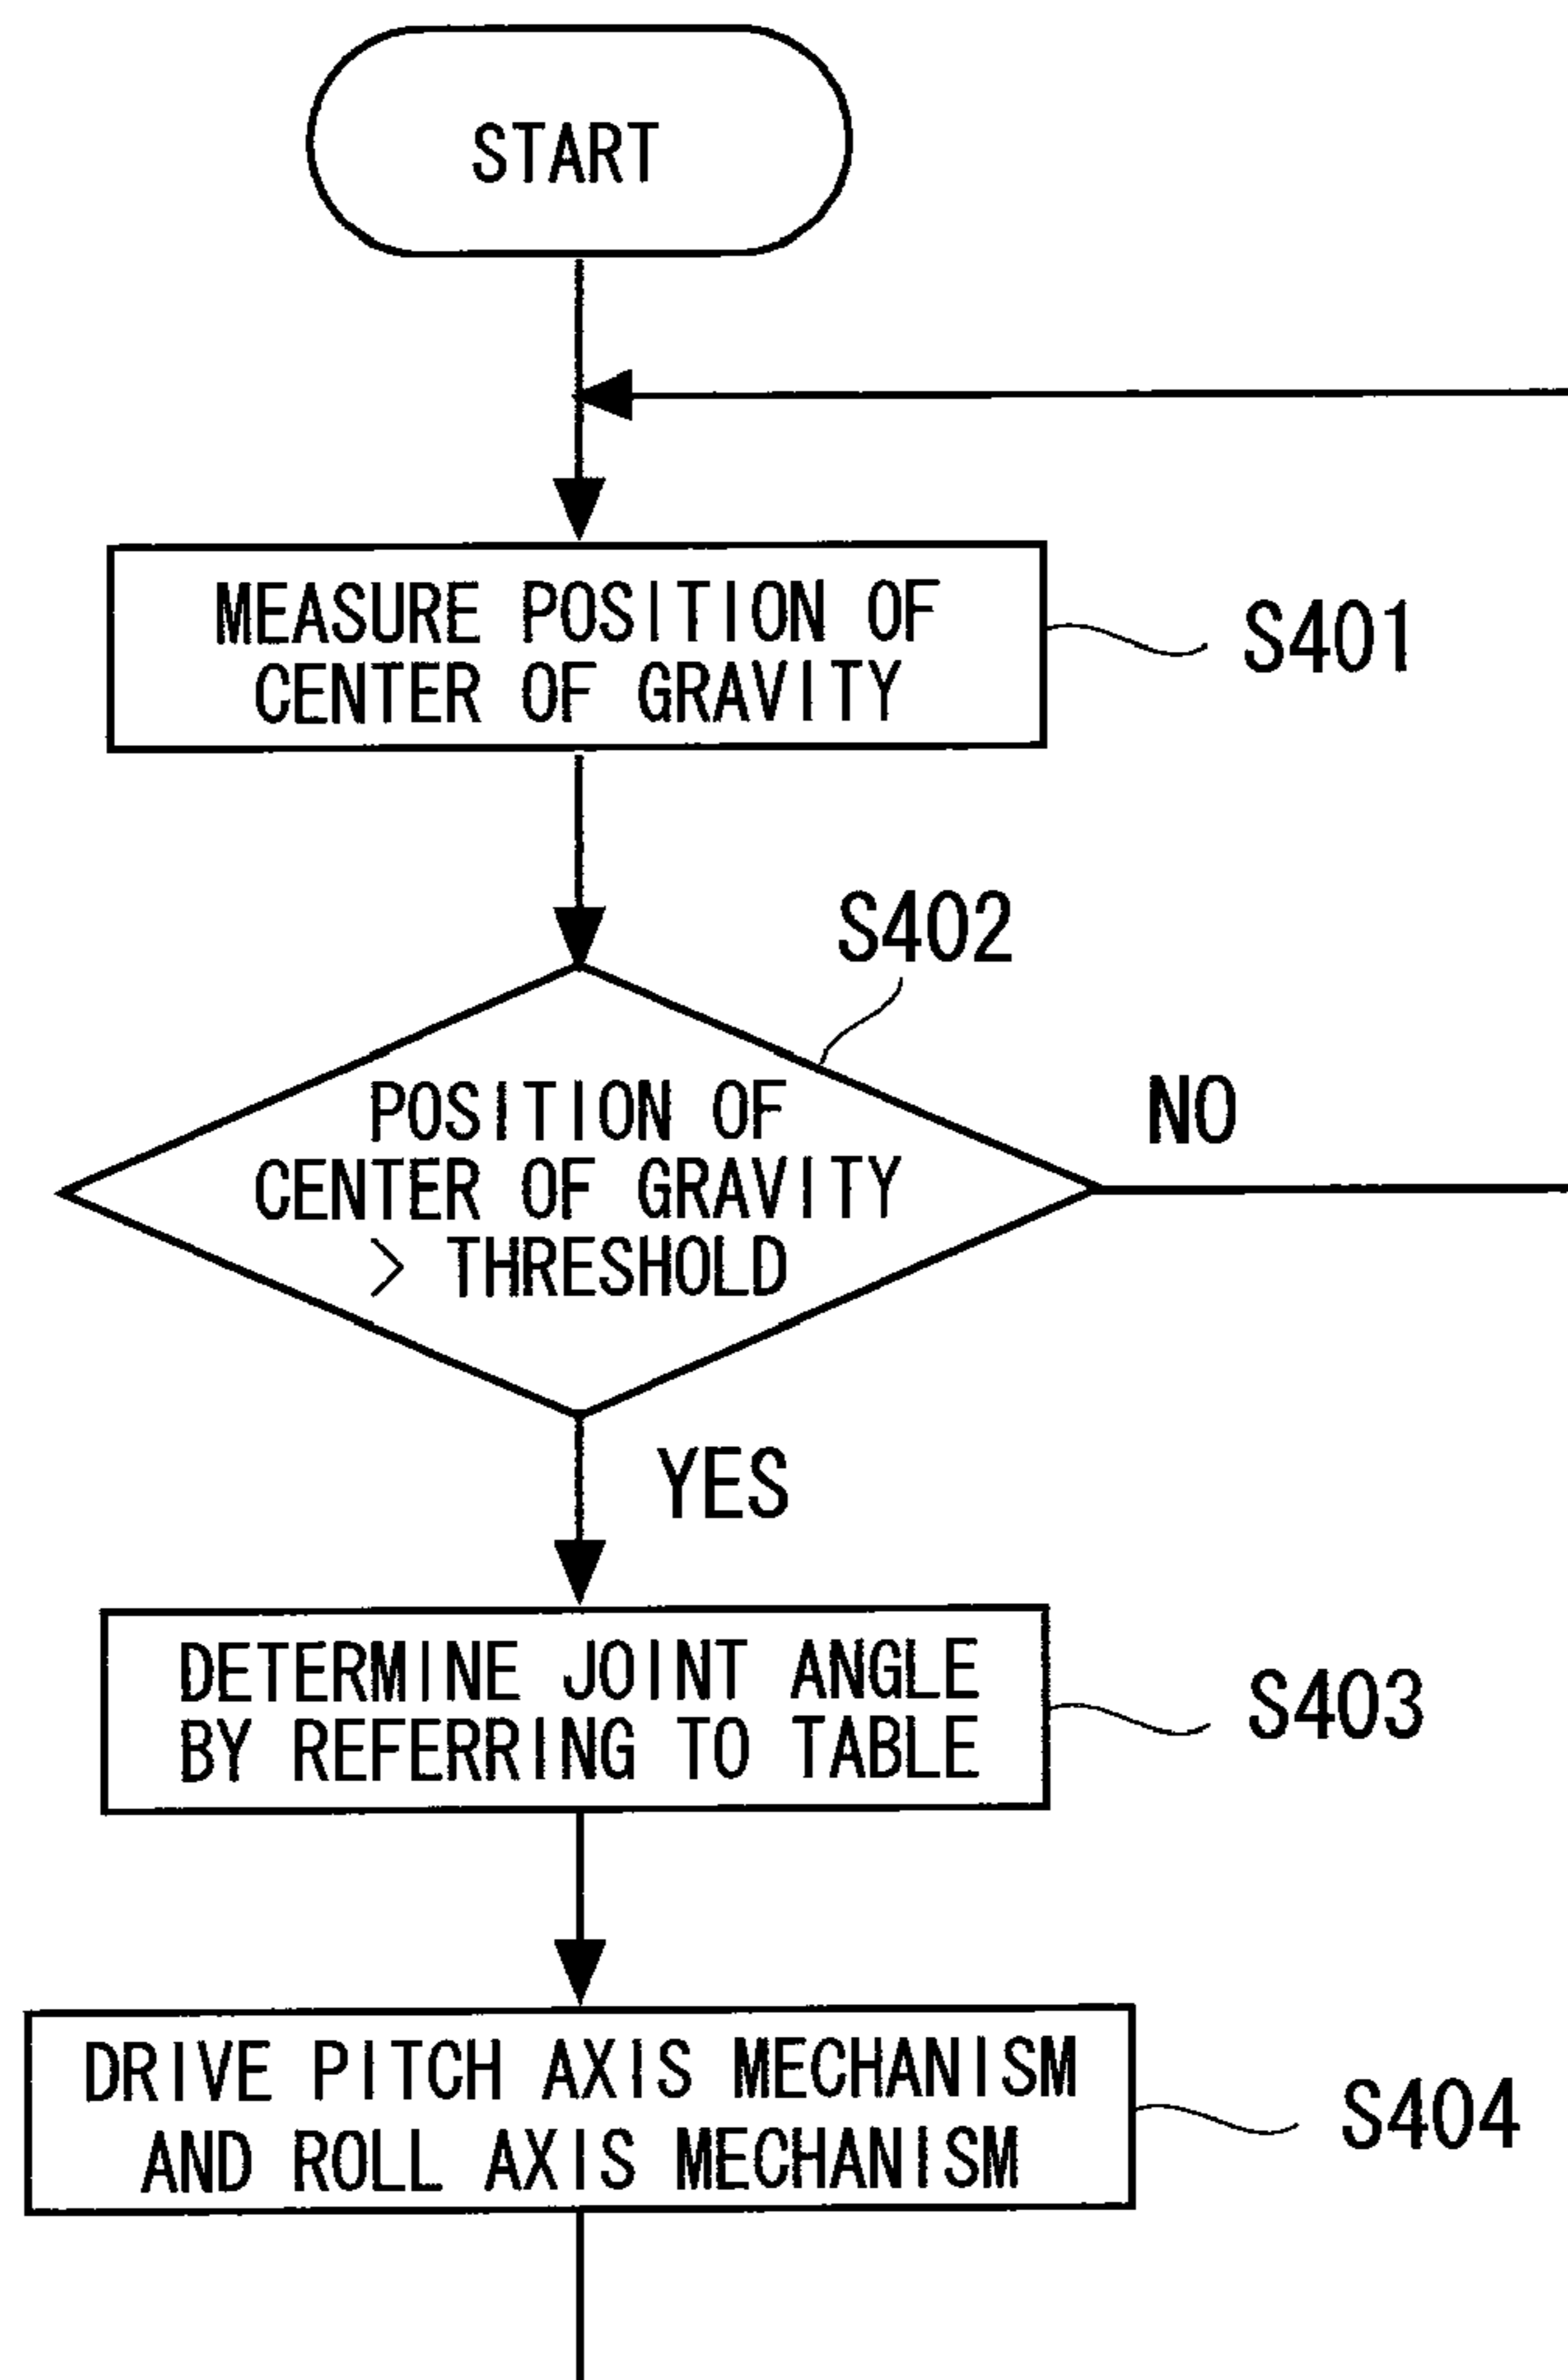 START
MEASURE POSITION OF
CENTER OF GRAVITY
S401
S402
POSITION OF
CENTER OF GRAVITY
> THRESHOLD
NO
YES
DETERMINE JOINT ANGLE
BY REFERRING TO TABLE
S403
DRIVE PITCH AXIS MECHANISM
AND ROLL AXIS MECHANISM
S404